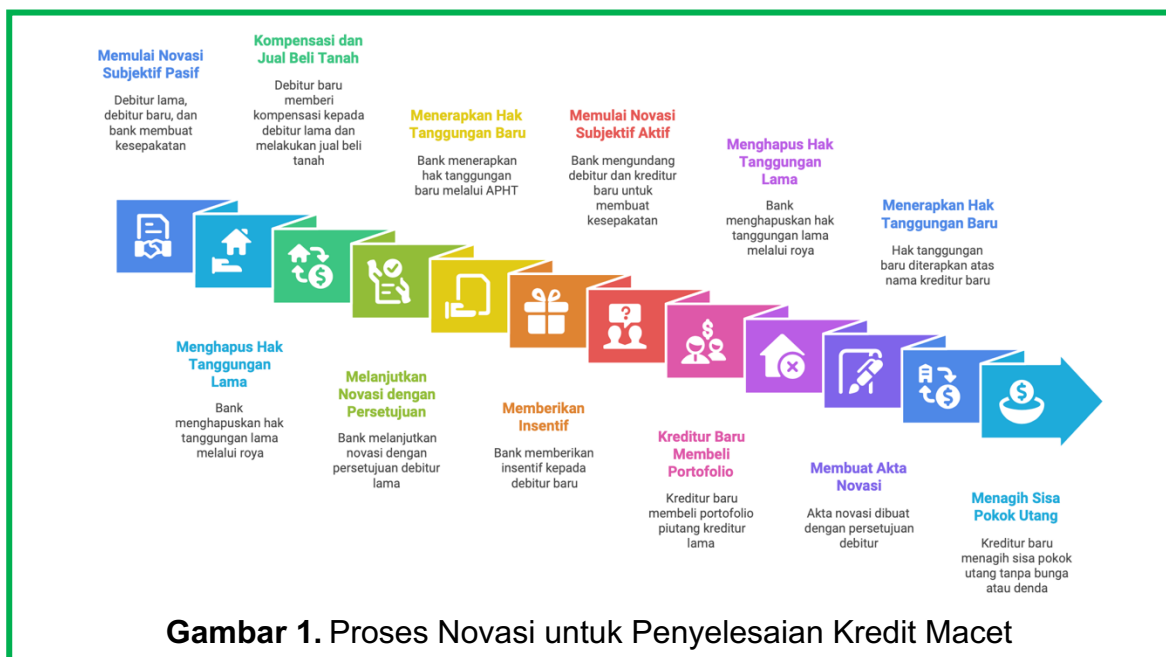 Memulai Novasi
Subjektif Pasif
Debitur lama,
debitur baru, dan
bank membuat
kesepakatan
Menghapus Hak
Tanggungan
Lama
Bank
menghapuskan hak
tanggungan lama
melalui roya
Kompensasi dan
Jual Beli Tanah
Debitur baru
memberi
kompensasi kepada
debitur lama dan
melakukan jual beli
tanah
Melanjutkan
Novasi dengan
Persetujuan
Bank melanjutkan
novasi dengan
persetujuan debitur
lama
Menerapkan Hak
Tanggungan Baru
Bank menerapkan
hak tanggungan
baru melalui APHT
Memberikan
Insentif
Bank memberikan
insentif kepada
debitur baru
Memulai Novasi
Subjektif Aktif
Bank mengundang
debitur dan kreditur
baru untuk
membuat
kesepakatan
Kreditur Baru
Membeli
Portofolio
Kreditur baru
membeli portofolio
piutang kreditur
lama
Menghapus Hak
Tanggungan
Lama
Bank
menghapuskan hak
tanggungan lama
melalui roya
Membuat Akta
Novasi
Akta novasi dibuat
dengan persetujuan
debitur
Menerapkan Hak
Tanggungan Baru
Hak tanggungan
baru diterapkan atas
nama kreditur baru
Menagih Sisa
Pokok Utang
Kreditur baru
menagih sisa pokok
utang tanpa bunga
atau denda
Gambar 1. Proses Novasi untuk Penyelesaian Kredit Macet